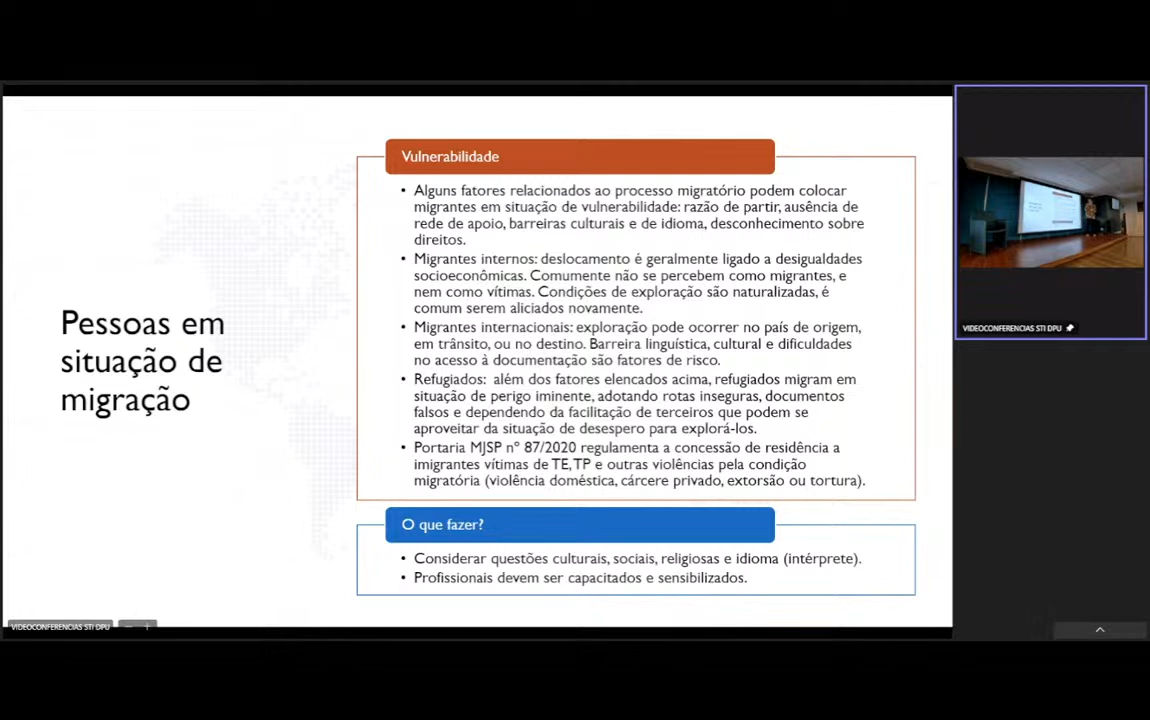 Pessoas em
situação de
migração
Vulnerabilidade
• Alguns fatores relacionados ao processo migratório podem colocar
migrantes em situação de vulnerabilidade: razão de partir, ausência de
rede de apoio, barreiras culturais e de idioma, desconhecimento sobre
direitos.
• Migrantes internos: deslocamento é geralmente ligado a desigualdades
socioeconômicas. Comumente não se percebem como migrantes, e
nem como vítimas. Condições de exploração são naturalizadas, é
comum serem aliciados novamente.
• Migrantes internacionais: exploração pode ocorrer no país de origem,
em trânsito, ou no destino. Barreira linguística, cultural e dificuldades
no acesso à documentação são fatores de risco.
• Refugiados: além dos fatores elencados acima, refugiados migram em
situação de perigo iminente, adotando rotas inseguras, documentos
falsos e dependendo da facilitação de terceiros que podem se
aproveitar da situação de desespero para explorá-los.
• Portaria MJSP nº 87/2020 regulamenta a concessão de residência a
imigrantes vítimas de TE, TP e outras violências pela condição
migratória (violência doméstica, cárcere privado, extorsão ou tortura).
O que fazer?
• Considerar questões culturais, sociais, religiosas e idioma (intérprete).
• Profissionais devem ser capacitados e sensibilizados.
VIDEOCONFERENCIAS STI DPU
VIDEOCONFERENCIAS STI DPU